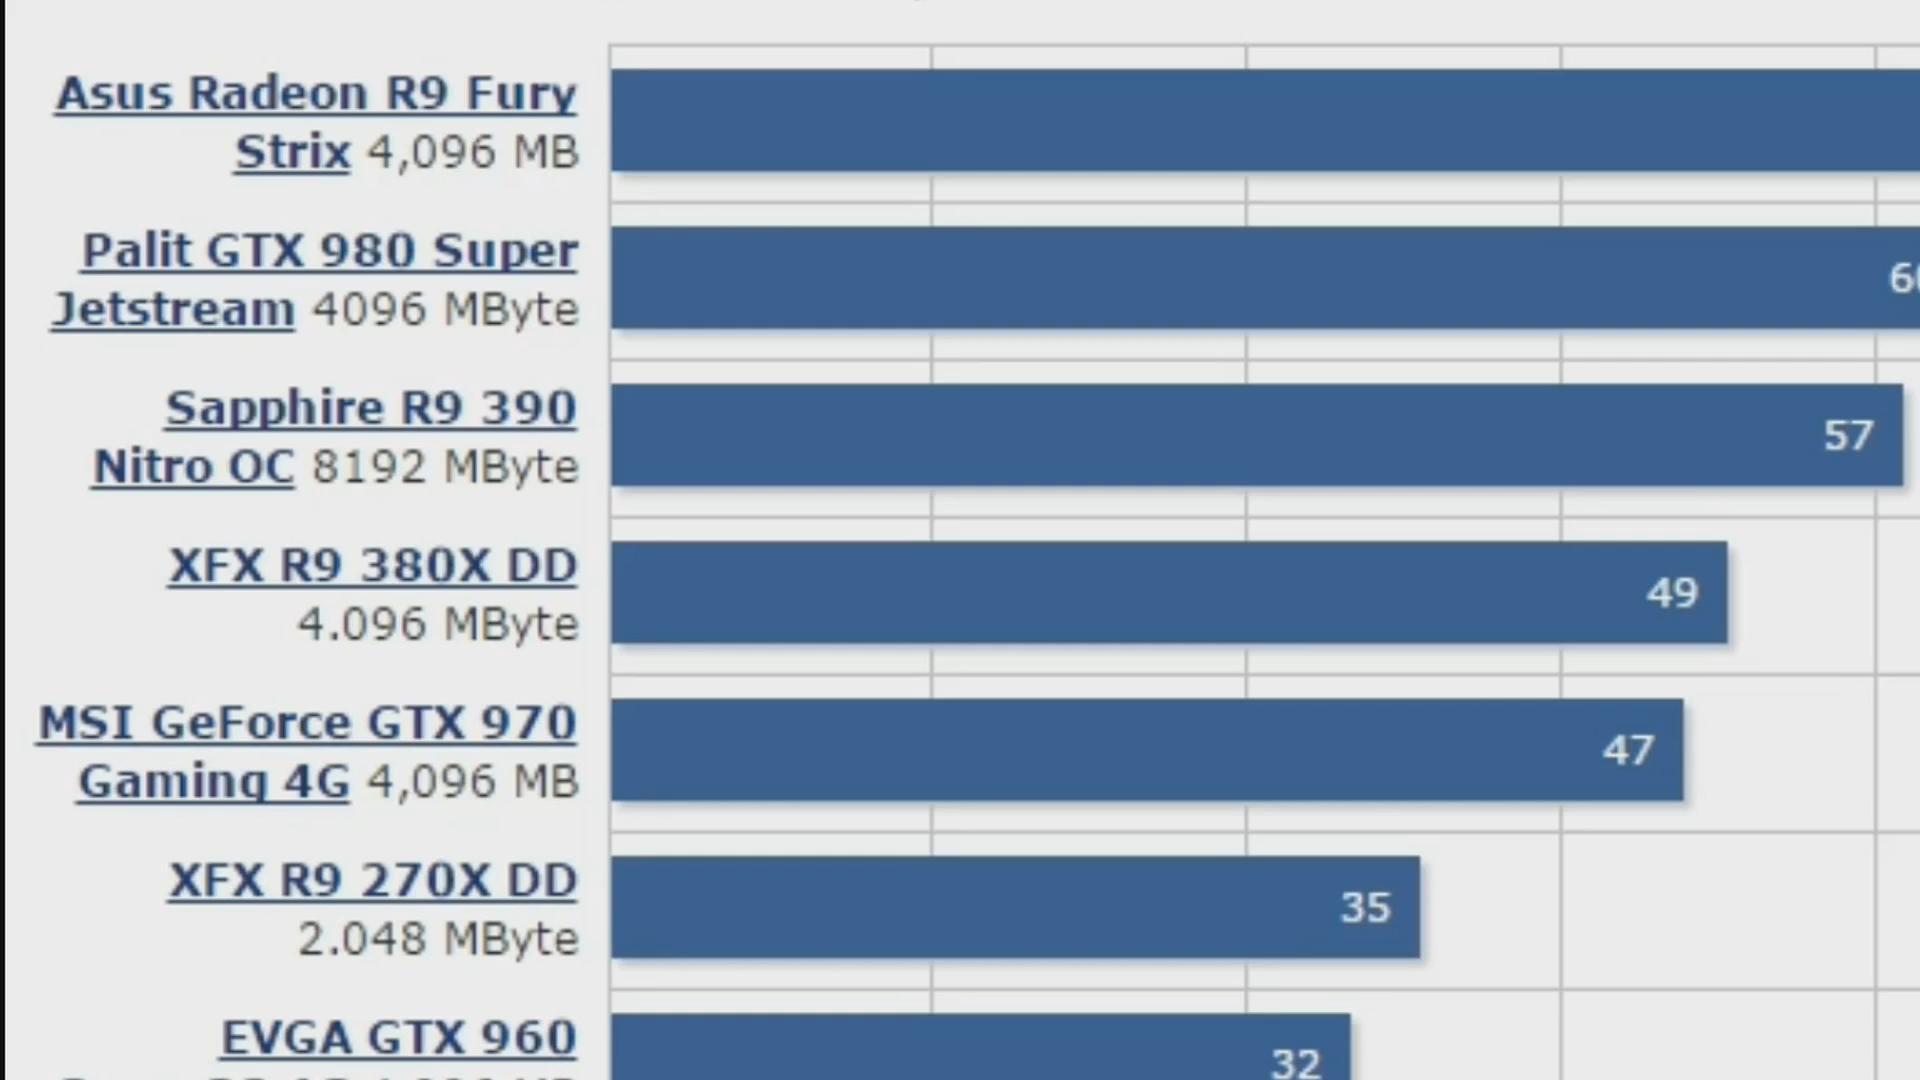 Asus Radeon R9 Fury
Strix 4,096 MB
Palit GTX 980 Super
Jetstream 4096 MByte
Sapphire R9 390
57
Nitro OC 8192 MByte
XFX R9 380X DD
49
4.096 MByte
MSI GeForce GTX 970
47
Gaming 4G 4,096 MB
XFX R9 270X DD
35
2.048 MByte
EVGA GTX 960
32